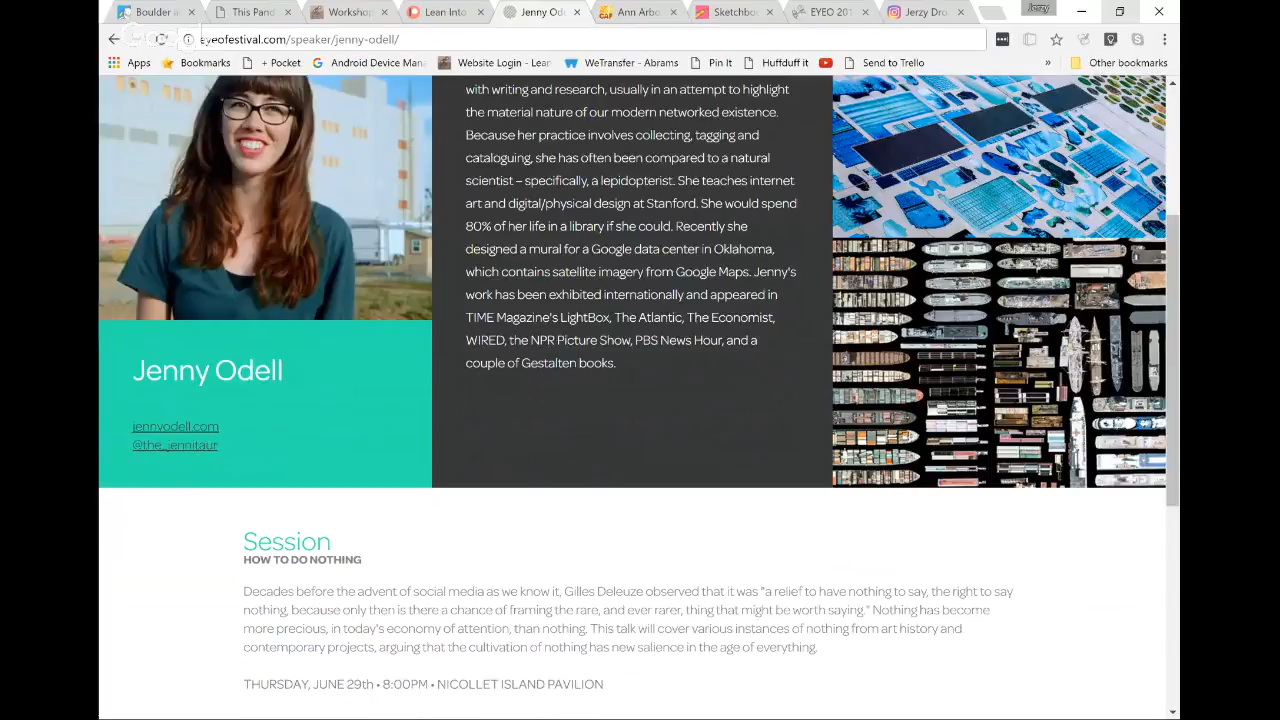 Boulder a
This Pand
Workshop
Lean Into
Jenny Ode
Ann Arbo
Sketchbook
EYEO 201
Jerzy Dro
Jerzy
eyeofestival.com/speaker/jenny-odell/
Apps
Bookmarks
+ Pocket
Android Device Man
Website Login - Lear
WeTransfer - Abrams
Pin It
Huffduff it
Send to Trello
»
Other bookmarks
with writing and research, usually in an attempt to highlight
the material nature of our modern networked existence.
Because her practice involves collecting, tagging and
cataloguing, she has often been compared to a natural
scientist – specifically, a lepidopterist. She teaches internet
art and digital/physical design at Stanford. She would spend
80% of her life in a library if she could. Recently she
designed a mural for a Google data center in Oklahoma,
which contains satellite imagery from Google Maps. Jenny's
work has been exhibited internationally and appeared in
TIME Magazine's LightBox, The Atlantic, The Economist,
WIRED, the NPR Picture Show, PBS News Hour, and a
couple of Gestalten books.
Jenny Odell
jennyodell.com
@the_jennitaur
Session
HOW TO DO NOTHING
Decades before the advent of social media as we know it, Gilles Deleuze observed that it was "a relief to have nothing to say, the right to say
nothing, because only then is there a chance of framing the rare, and ever rarer, thing that might be worth saying." Nothing has become
more precious, in today's economy of attention, than nothing. This talk will cover various instances of nothing from art history and
contemporary projects, arguing that the cultivation of nothing has new salience in the age of everything.
THURSDAY, JUNE 29th • 8:00PM • NICOLLET ISLAND PAVILION